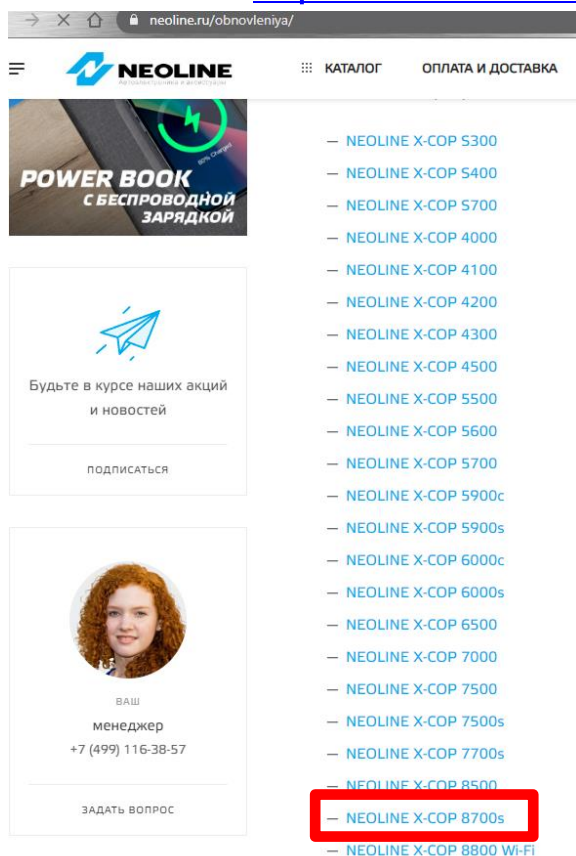 neoline.ru/obnovleniya/
NEOLINE
КАТАЛОГ
ОПЛАТА И ДОСТАВКА
POWER BOOK
С БЕСПРОВОДНОЙ
ЗАРЯДКОЙ
Будьте в курсе наших акций
и новостей
ПОДПИСАТЬСЯ
ВАШ
менеджер
+7 (499) 116-38-57
ЗАДАТЬ ВОПРОС
— NEOLINE X-COP S300
— NEOLINE X-COP S400
— NEOLINE X-COP S700
— NEOLINE X-COP 4000
— NEOLINE X-COP 4100
— NEOLINE X-COP 4200
— NEOLINE X-COP 4300
— NEOLINE X-COP 4500
— NEOLINE X-COP 5500
— NEOLINE X-COP 5600
— NEOLINE X-COP 5700
— NEOLINE X-COP 5900c
— NEOLINE X-COP 5900s
— NEOLINE X-COP 6000c
— NEOLINE X-COP 6000s
— NEOLINE X-COP 6500
— NEOLINE X-COP 7000
— NEOLINE X-COP 7500
— NEOLINE X-COP 7500s
— NEOLINE X-COP 7700s
— NEOLINE X-COP 8500
— NEOLINE X-COP 8700s
— NEOLINE X-COP 8800 Wi-Fi